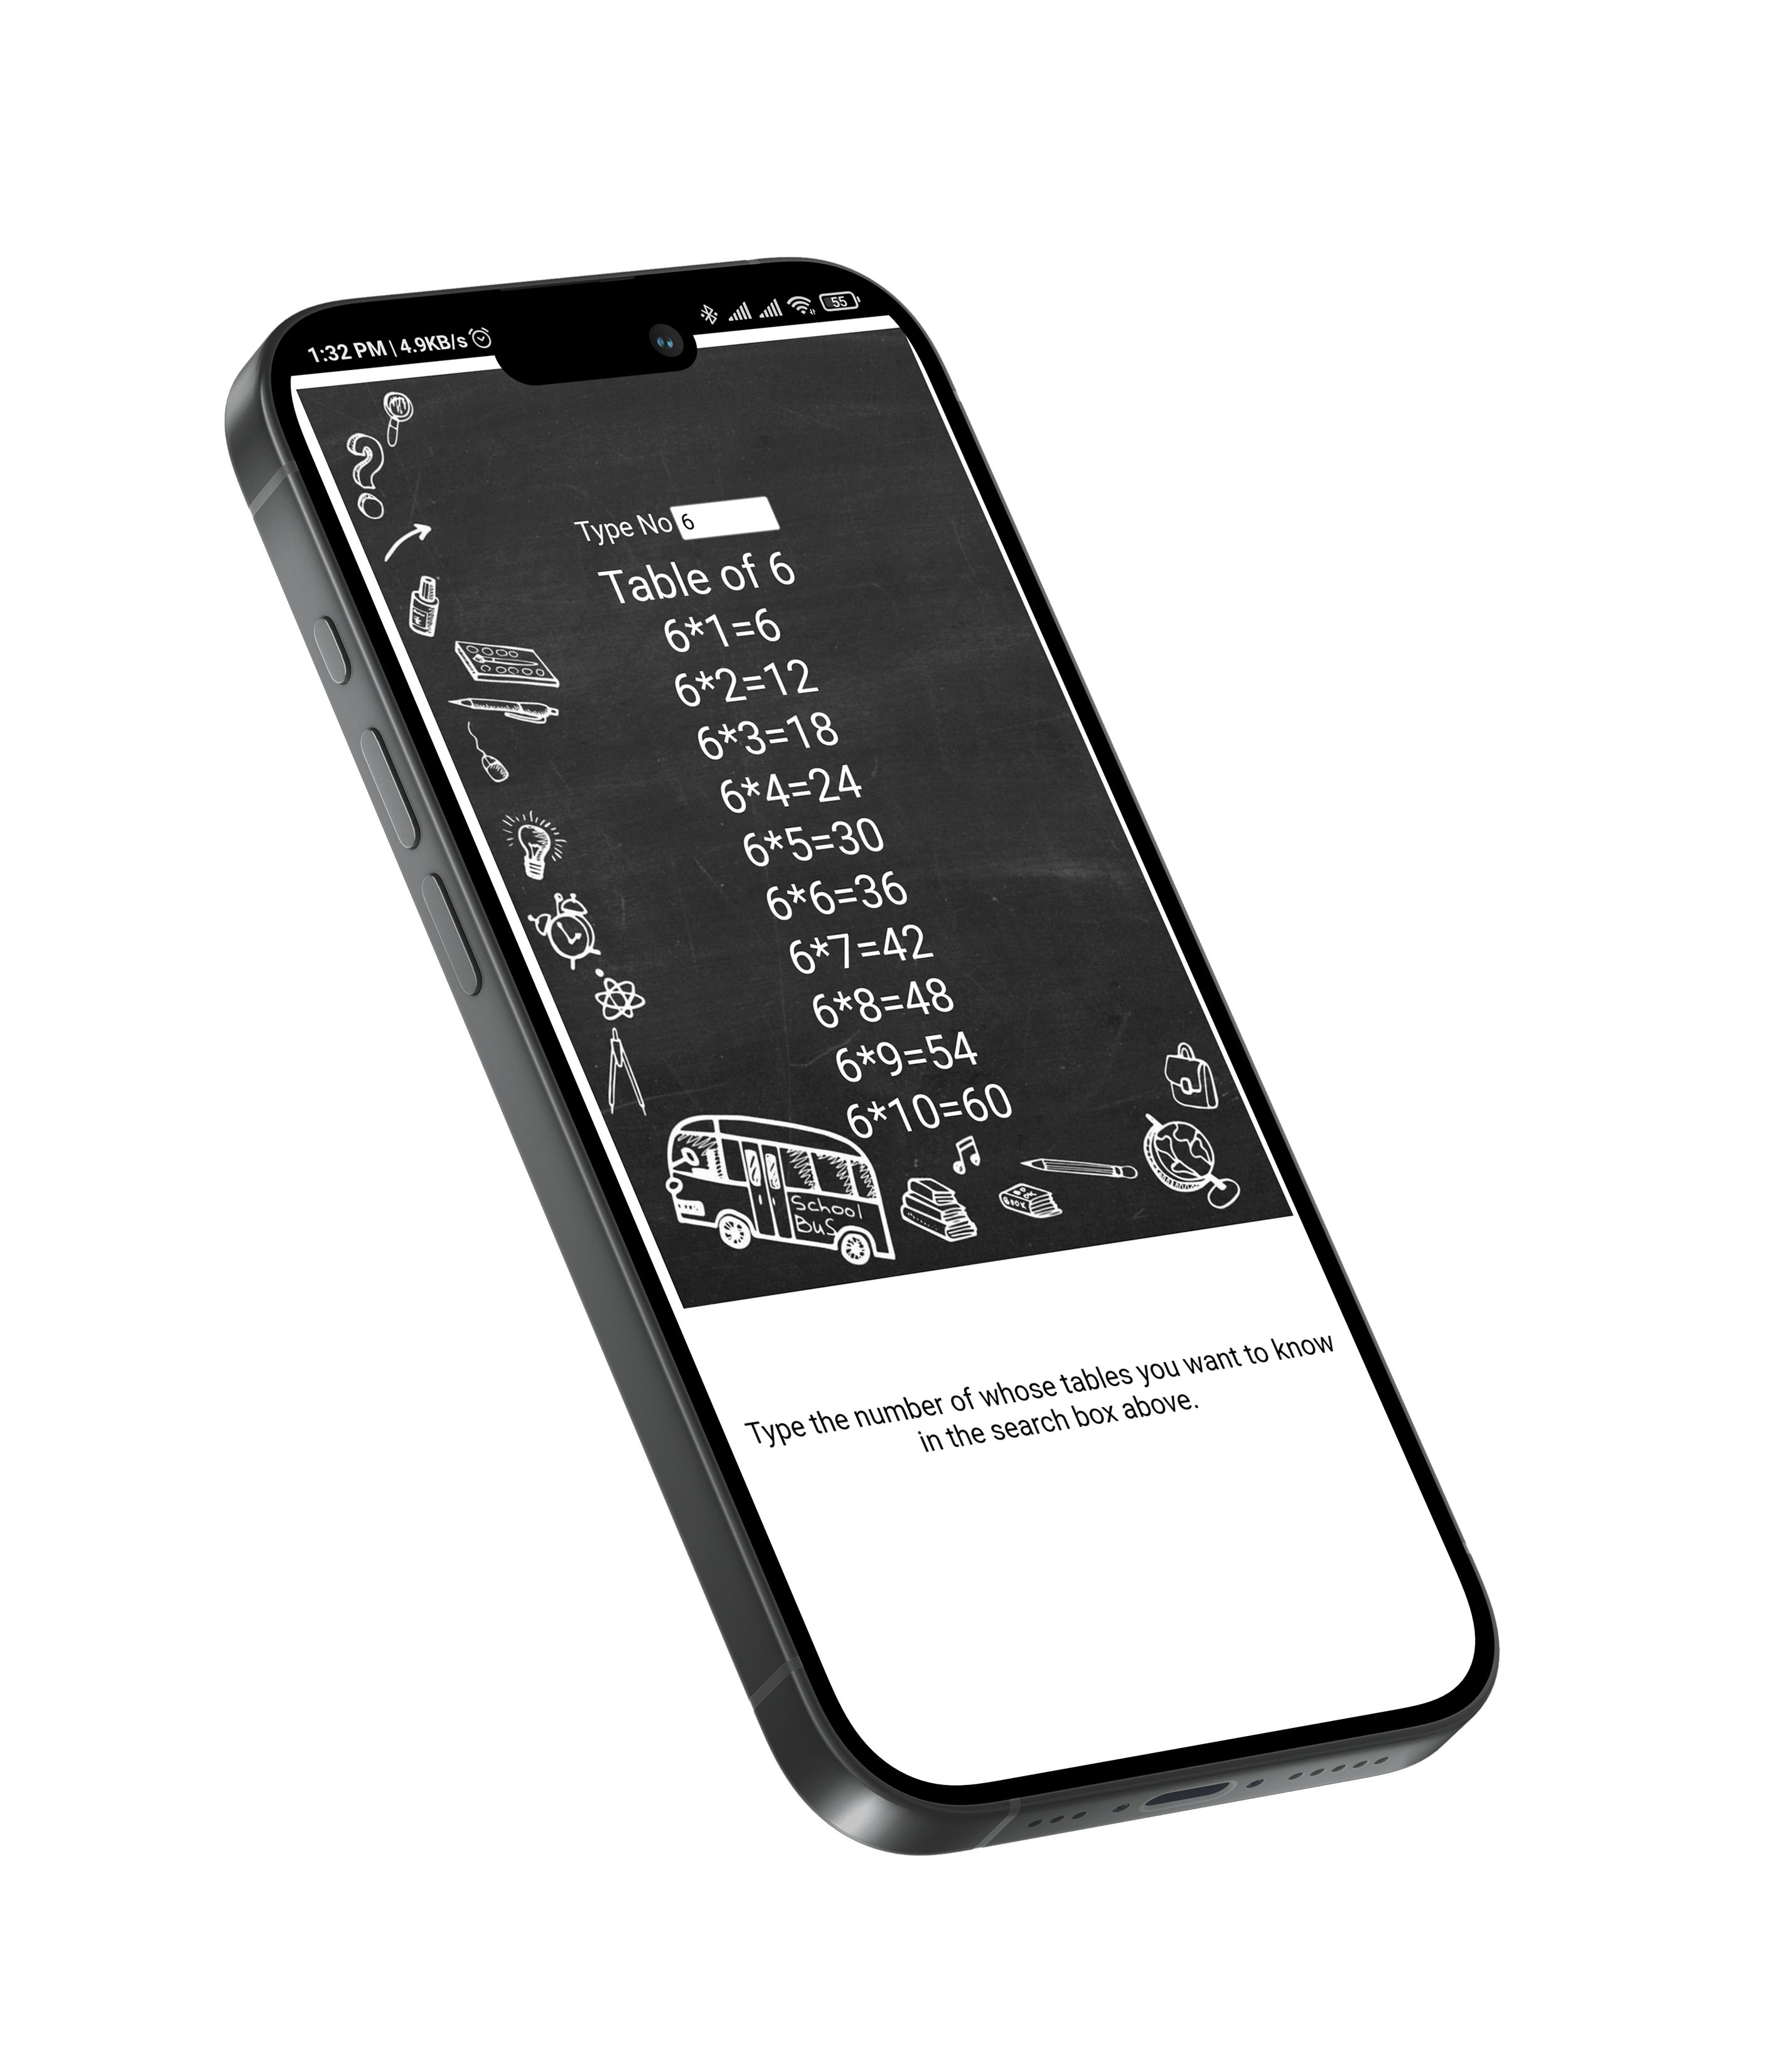 1:32 PM | 4.9KB/s
55
Type No 6
Table of 6
6*1=6
6*2=12
6*3=18
6*4=24
6*5=30
6*6=36
6*7=42
6*8=48
6*9=54
6*10=60
School
Bus
BOOK
Type the number of whose tables you want to know
in the search box above.